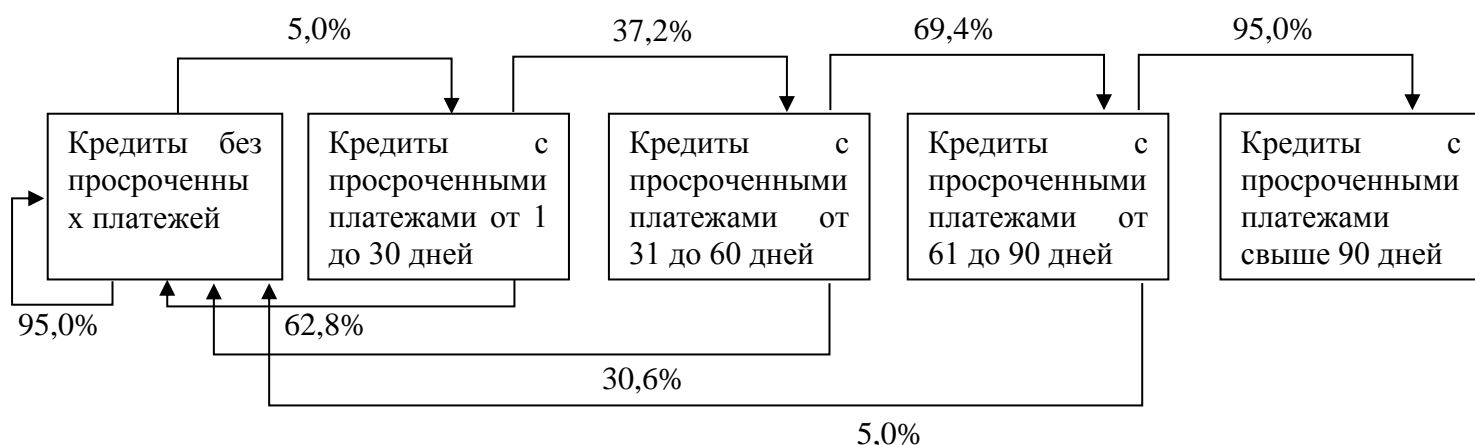 5,0%
37,2%
69,4%
95,0%
Кредиты без
просроченны
х платежей
Кредиты с
просроченными
платежами от 1
до 30 дней
Кредиты с
просроченными
платежами от
31 до 60 дней
Кредиты с
просроченными
платежами от
61 до 90 дней
Кредиты с
просроченными
платежами
свыше 90 дней
95,0%
62,8%
30,6%
5,0%